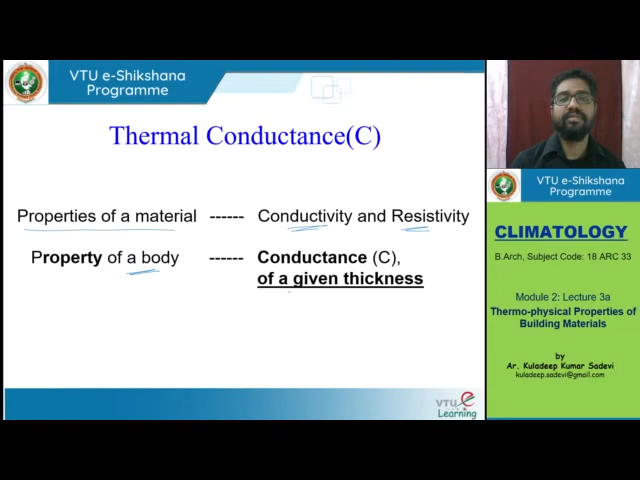 VTU e-Shikshana
Programme
Thermal Conductance(C)
Properties of a material ------ Conductivity and Resistivity
Property of a body ------ Conductance (C),
of a given thickness
VTU e
Learning
VTU e-Shikshana
Programme
CLIMATOLOGY
B.Arch, Subject Code: 18 ARC 33
Module 2: Lecture 3a
Thermo-physical Properties of
Building Materials
by
Ar. Kuladeep Kumar Sadevi
kuladeep.sadevi@gmail.com